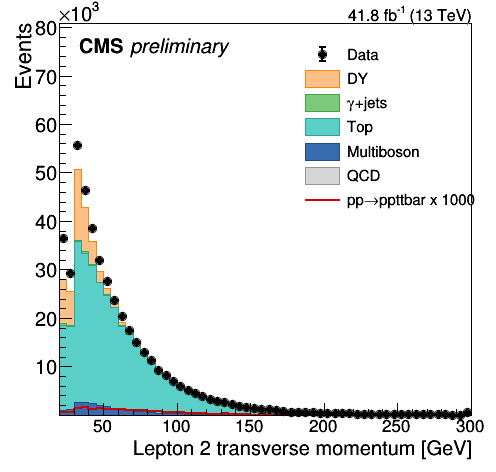 ×10³
41.8 fb⁻¹ (13 TeV)
Events
CMS preliminary
Data
DY
γ+jets
Top
Multiboson
QCD
pp→ppttbar x 1000
80
70
60
50
40
30
20
10
50 100 150 200 250 300
Lepton 2 transverse momentum [GeV]